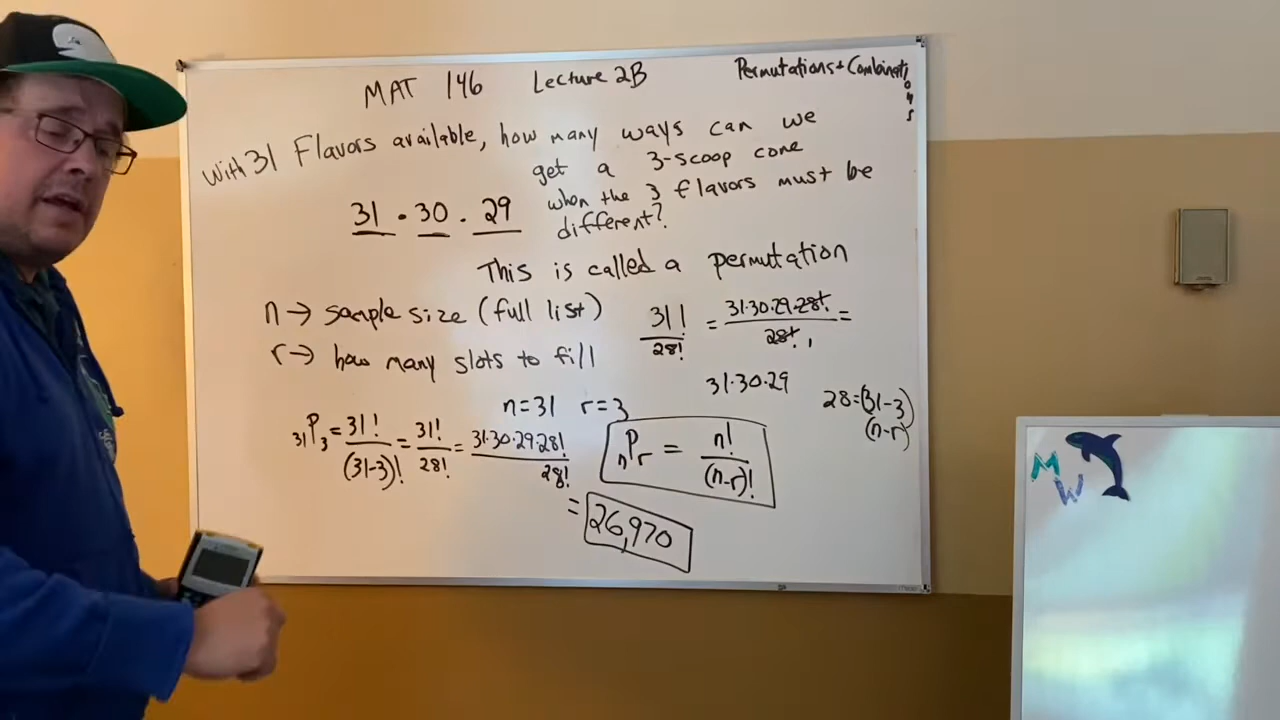 MAT 146 Lecture 2B Permutations + Combinations
With 31 Flavors available, how many ways can we
get a 3-scoop cone
when the 3 flavors must be
different?
31 · 30 · 29
This is called a permutation
n → sample size (full list)
r → how many slots to fill
31!/28! = 31·30·29·28!/28! =
31·30·29
28=(31-3)
(n-r)
n=31 r=3
₃₁P₃ = 31!/(31-3)! = 31!/28! = 31·30·29·28!/28!
= 26,970
ₙPᵣ = n!/(n-r)!
M
W